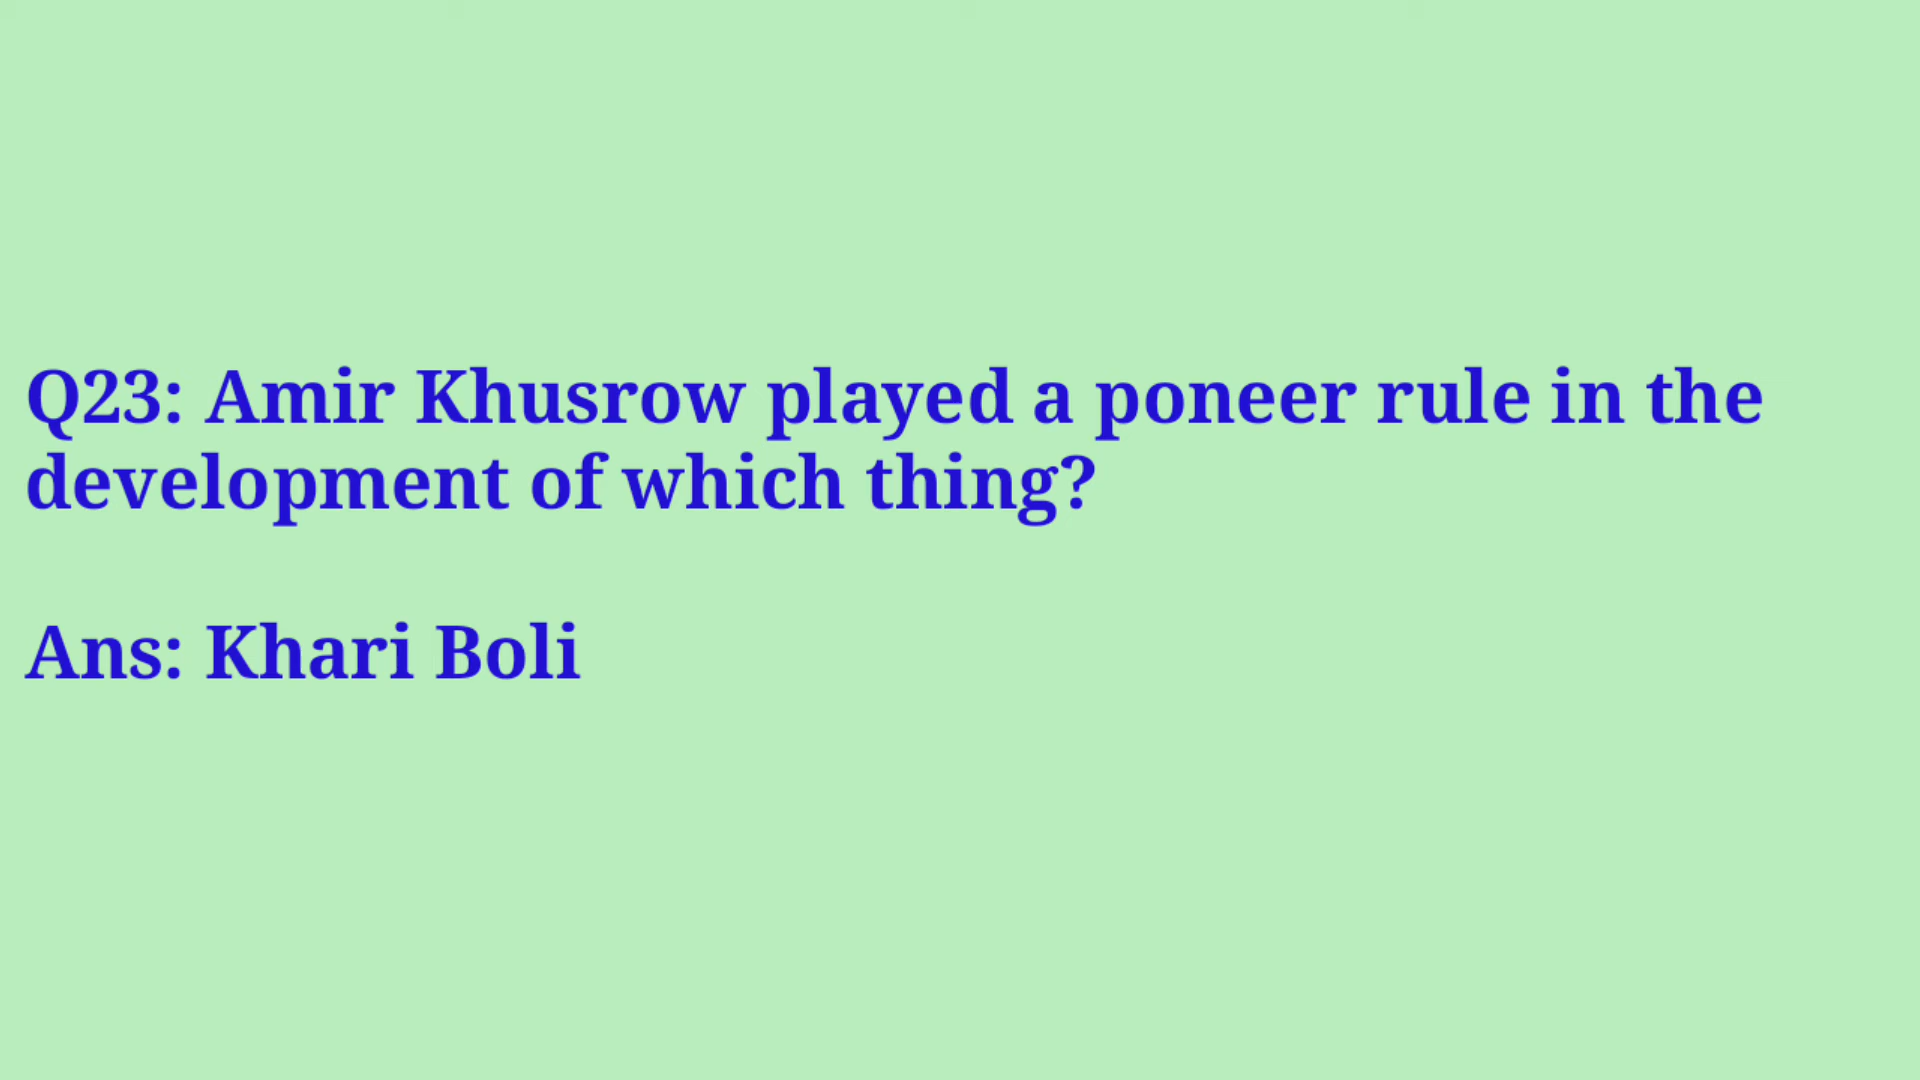 Q23: Amir Khusrow played a poneer rule in the
development of which thing?
Ans: Khari Boli